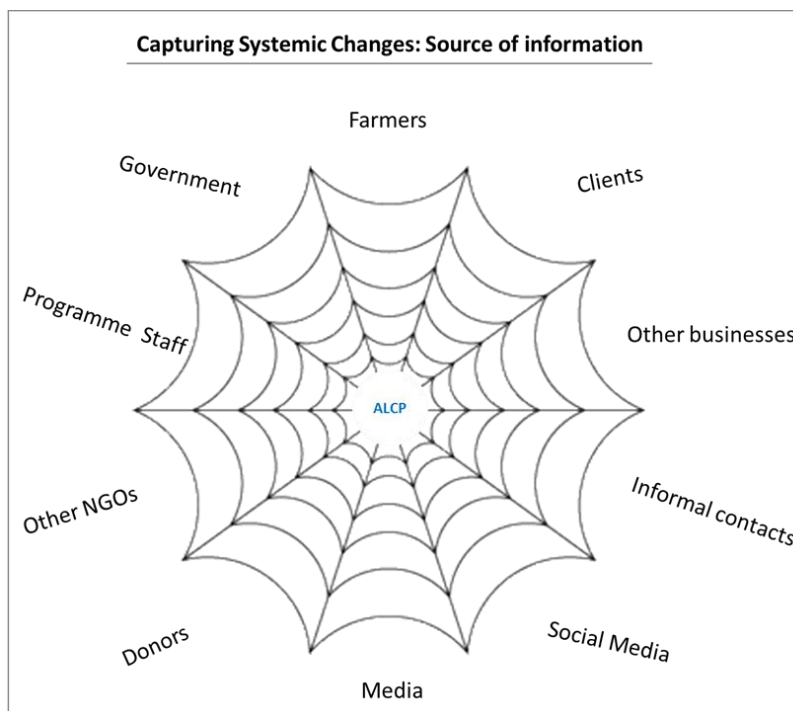 Capturing Systemic Changes: Source of information
Farmers
Government
Clients
Programme Staff
Other businesses
ALCP
Other NGOs
Informal contacts
Donors
Social Media
Media